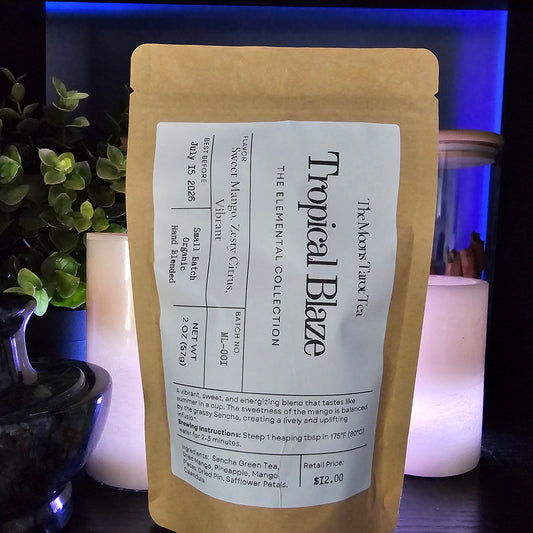 The Moons' Tarot Tea
Tropical Blaze
THE ELEMENTAL COLLECTION
FLAVOR
Sweet Mango, Zesty Citrus,
Vibrant
BATCH NO.
ML-001
BEST BEFORE
July 15 2026
Small Batch
Organic
Hand Blended
NET WT
2 OZ (57g)
A vibrant, sweet, and energizing blend that tastes like
summer in a cup. The sweetness of the mango is balanced
by the grassy Sencha, creating a lively and uplifting
infusion.
Brewing Instructions: Steep 1 heaping tbsp in 175°F (80°C)
water for 2-3 minutes.
Ingredients: Sencha Green Tea,
Dried Mango, Pineapple, Mango
Pieces, Dried Pin, Safflower Petals,
Calendula
Retail Price:
$12.00